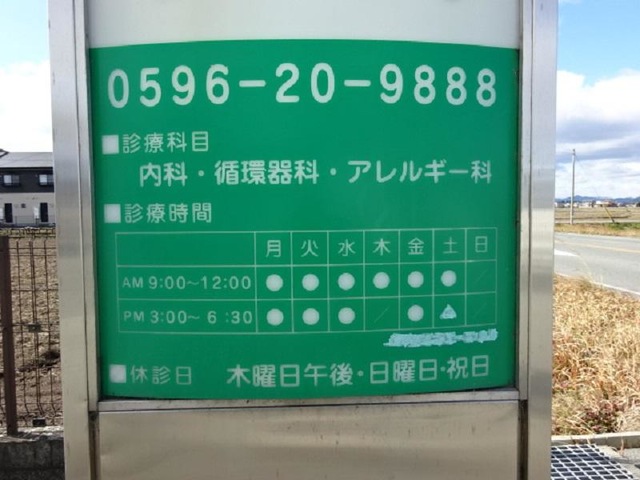 0596-20-9888
■診療科目
内科・循環器科・アレルギー科
■診療時間
月 火 水 木 金 土 日
AM 9:00～12:00 ● ● ● ● ● ● ／
PM 3:00～6:30 ● ● ● ／ ● ▲ ／
■休診日 木曜日午後・日曜日・祝日